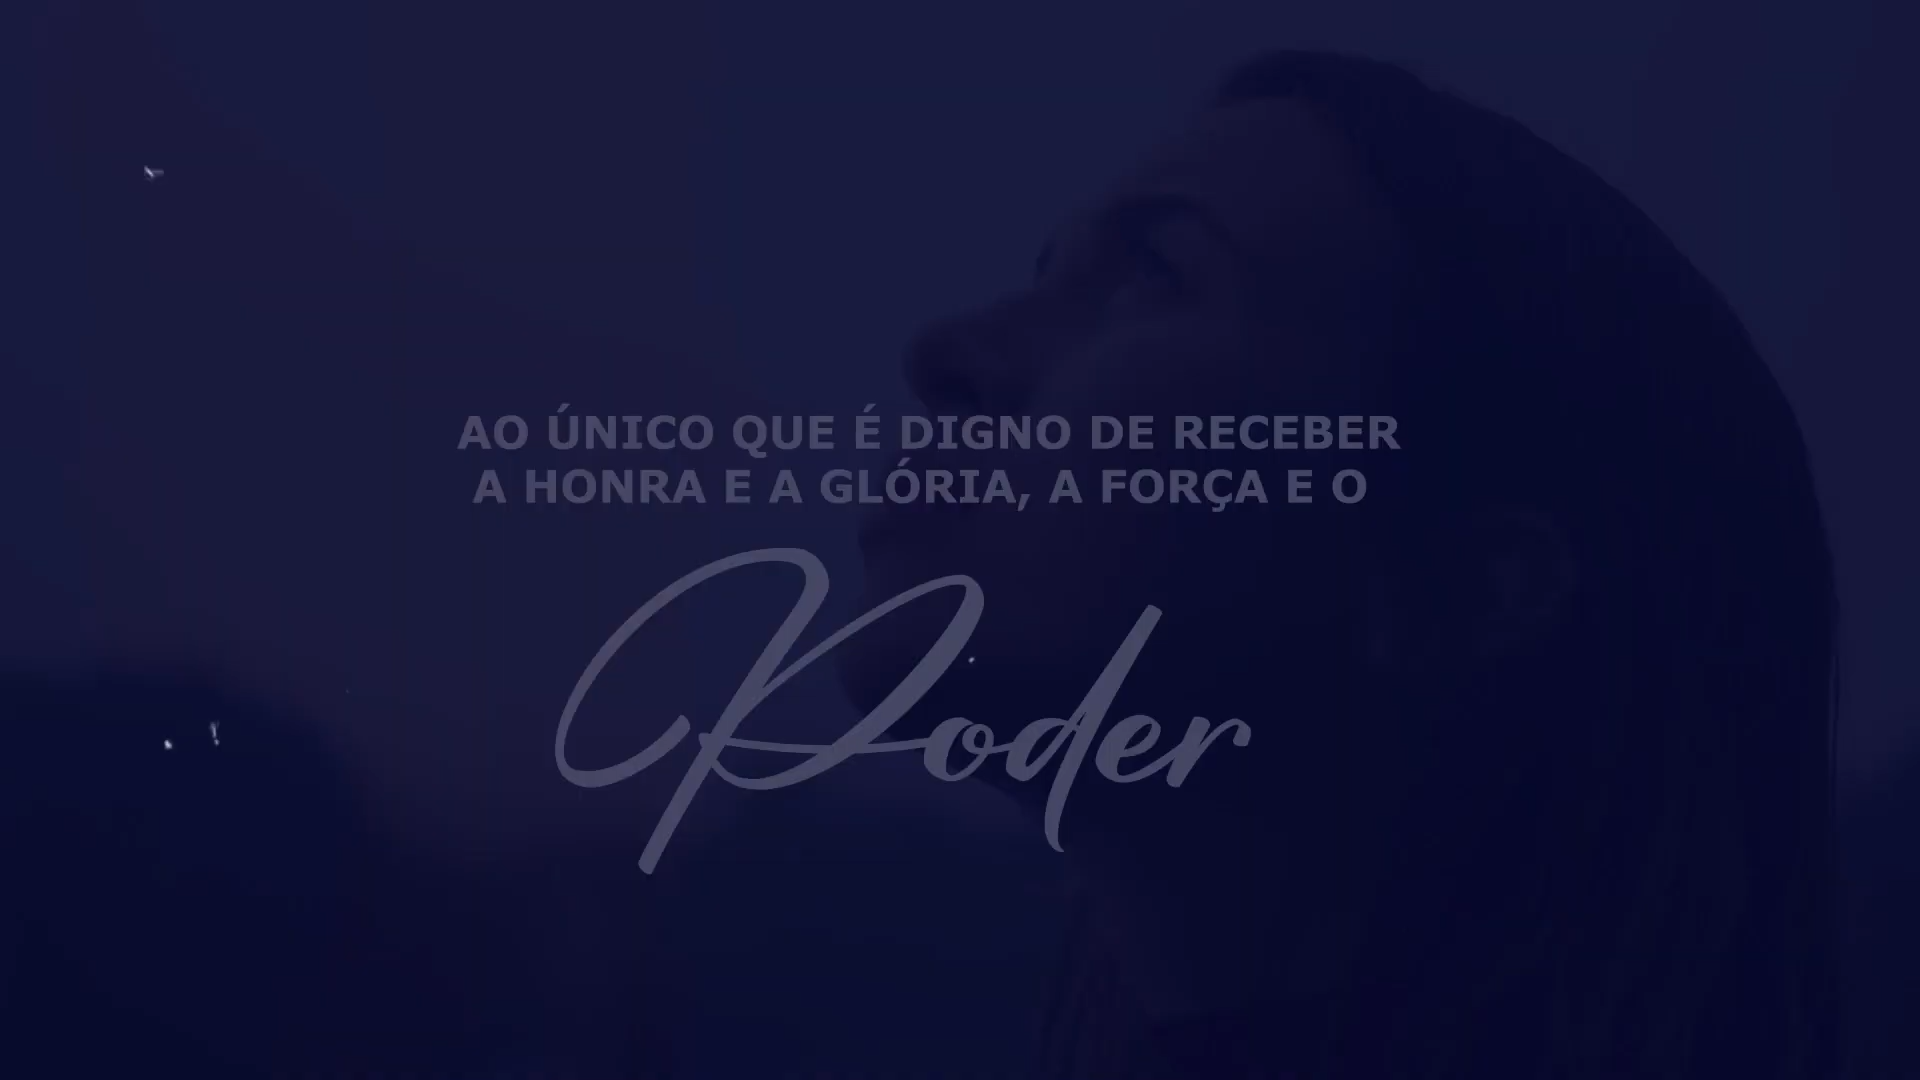 AO ÚNICO QUE É DIGNO DE RECEBER
A HONRA E A GLÓRIA, A FORÇA E O
Poder